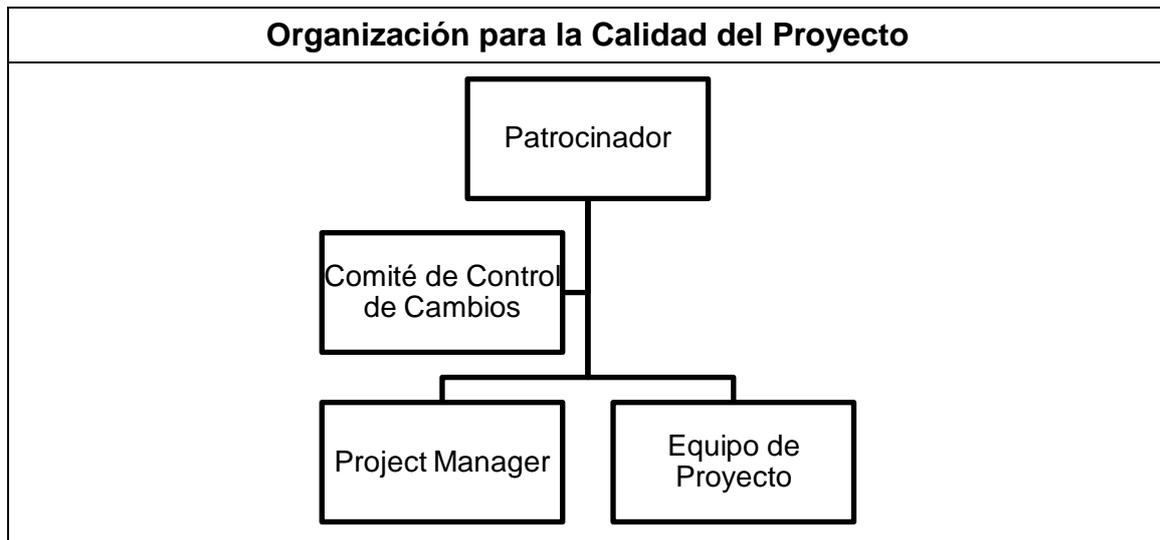 Organización para la Calidad del Proyecto
Patrocinador
Comité de Control
de Cambios
Project Manager
Equipo de
Proyecto